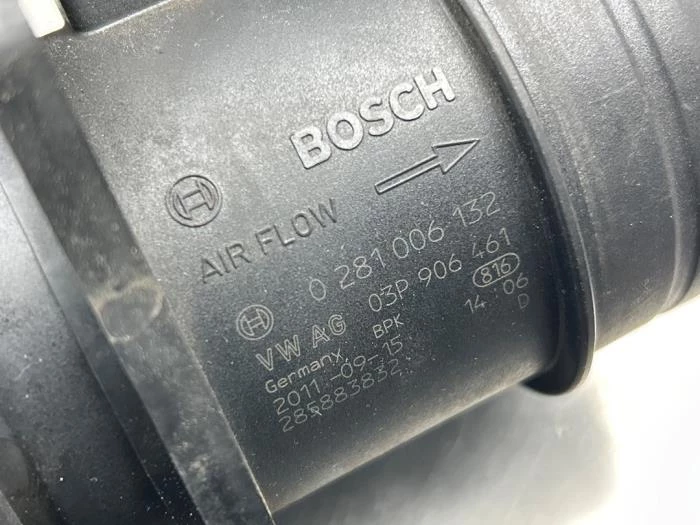 BOSCH
AIR FLOW
0 281 006 132
VW AG 03P 906 461
Germany BPK 816
2011-09-15 14:06
285883832 D